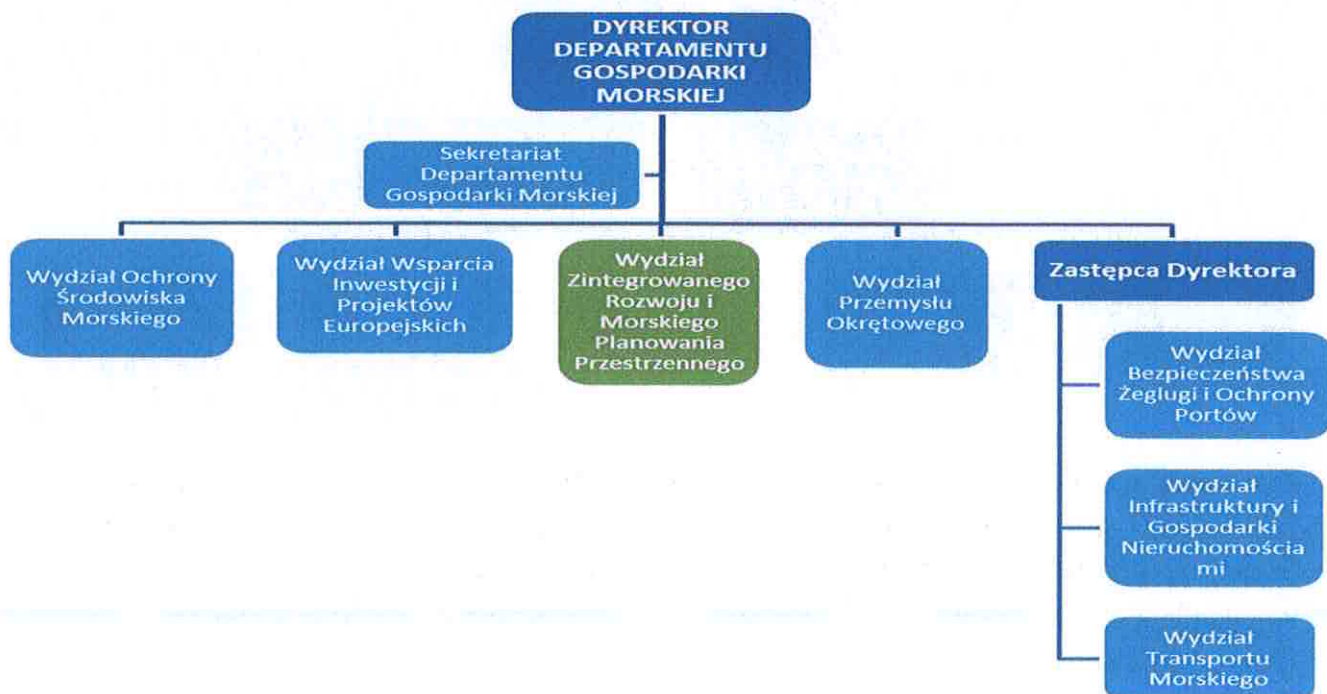 DYREKTOR
DEPARTAMENTU
GOSPODARKI
MORSKIEJ
Sekretariat
Departamentu
Gospodarki Morskiej
Wydział Ochrony
Środowiska
Morskiego
Wydział Wsparcia
Inwestycji i
Projektów
Europejskich
Wydział
Zintegrowanego
Rozwoju i
Morskiego
Planowania
Przestrzennego
Wydział
Przemysłu
Okrętowego
Zastępca Dyrektora
Wydział
Bezpieczeństwa
Żeglugi i Ochrony
Portów
Wydział
Infrastruktury i
Gospodarki
Nieruchomościa
mi
Wydział
Transportu
Morskiego